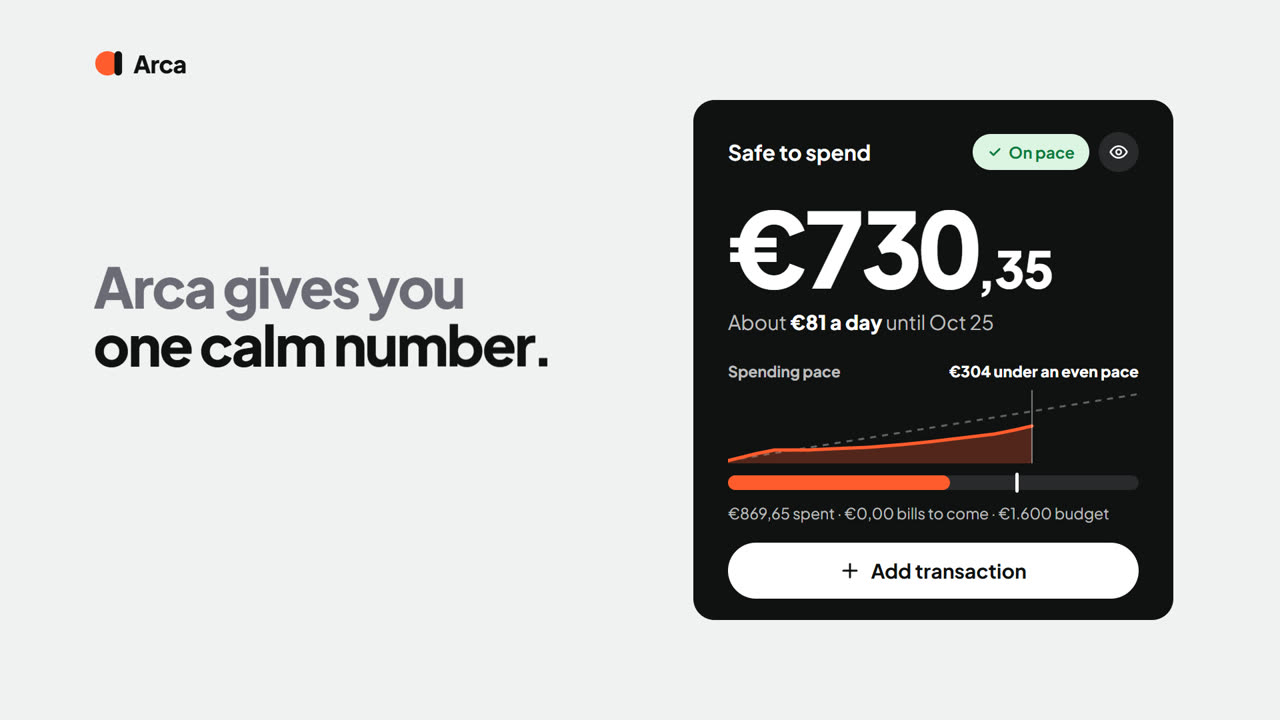 Arca
Arca gives you
one calm number.
Safe to spend
On pace
€730,35
About €81 a day until Oct 25
Spending pace
€304 under an even pace
€869,65 spent · €0,00 bills to come · €1.600 budget
+ Add transaction